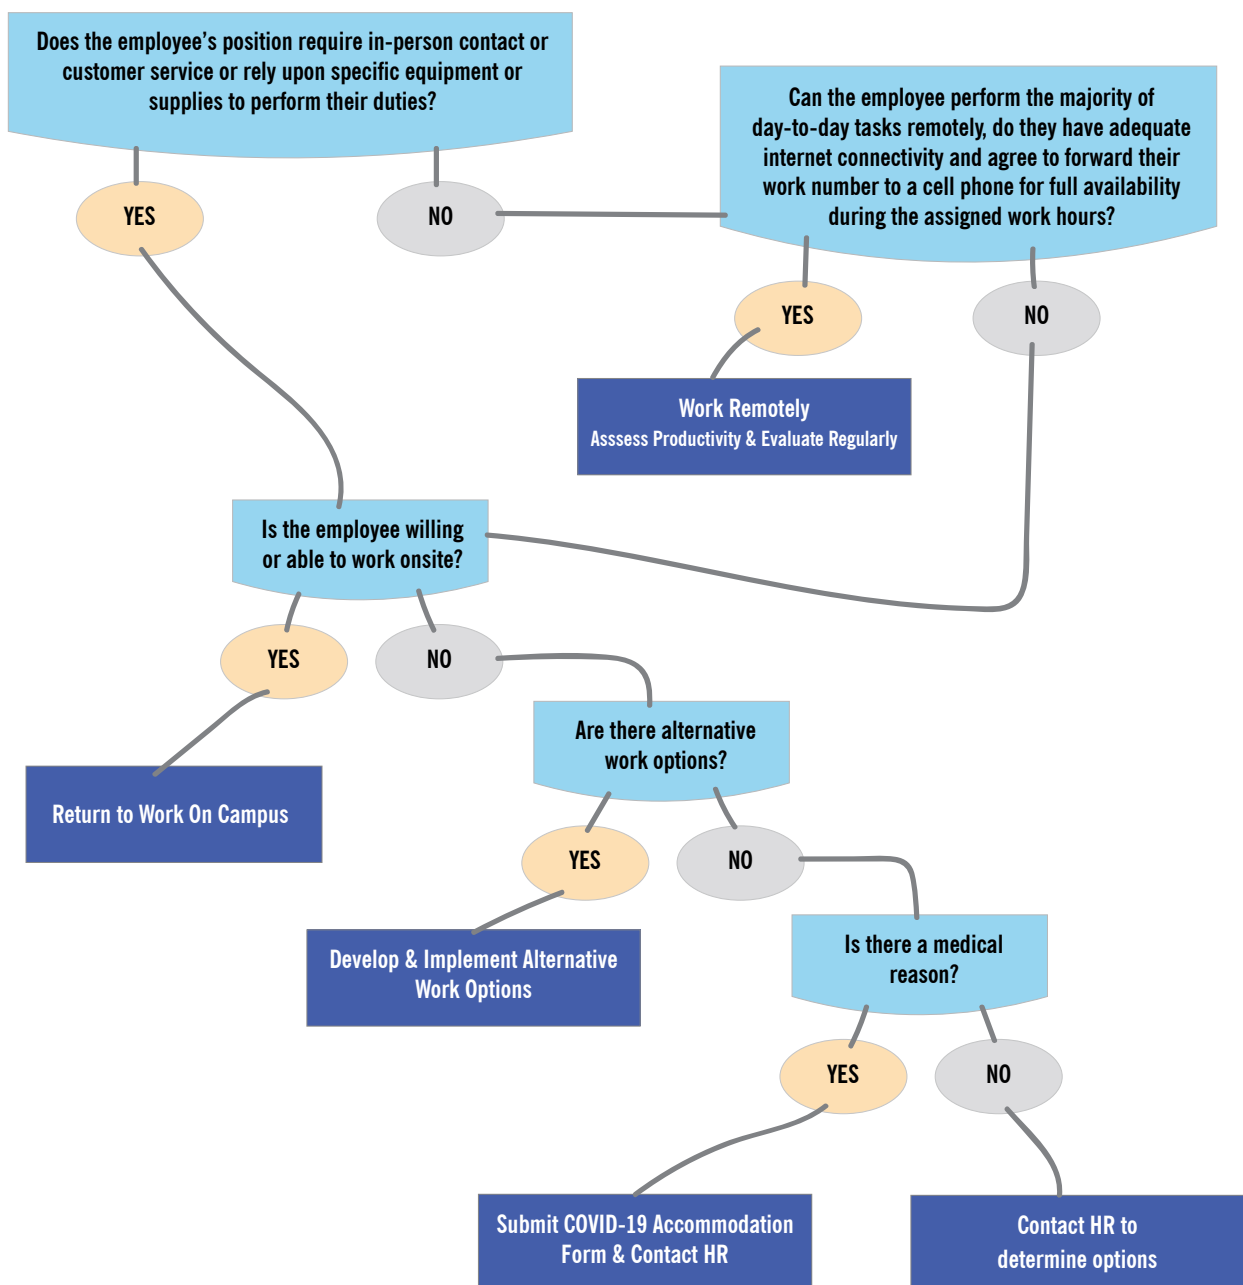 Does the employee’s position require in-person contact or
customer service or rely upon specific equipment or
supplies to perform their duties?
Can the employee perform the majority of
day-to-day tasks remotely, do they have adequate
internet connectivity and agree to forward their
work number to a cell phone for full availability
during the assigned work hours?
YES
NO
YES
NO
Work Remotely
Asssess Productivity & Evaluate Regularly
Is the employee willing
or able to work onsite?
YES
NO
Are there alternative
work options?
Return to Work On Campus
YES
NO
Develop & Implement Alternative
Work Options
Is there a medical
reason?
YES
NO
Submit COVID-19 Accommodation
Form & Contact HR
Contact HR to
determine options